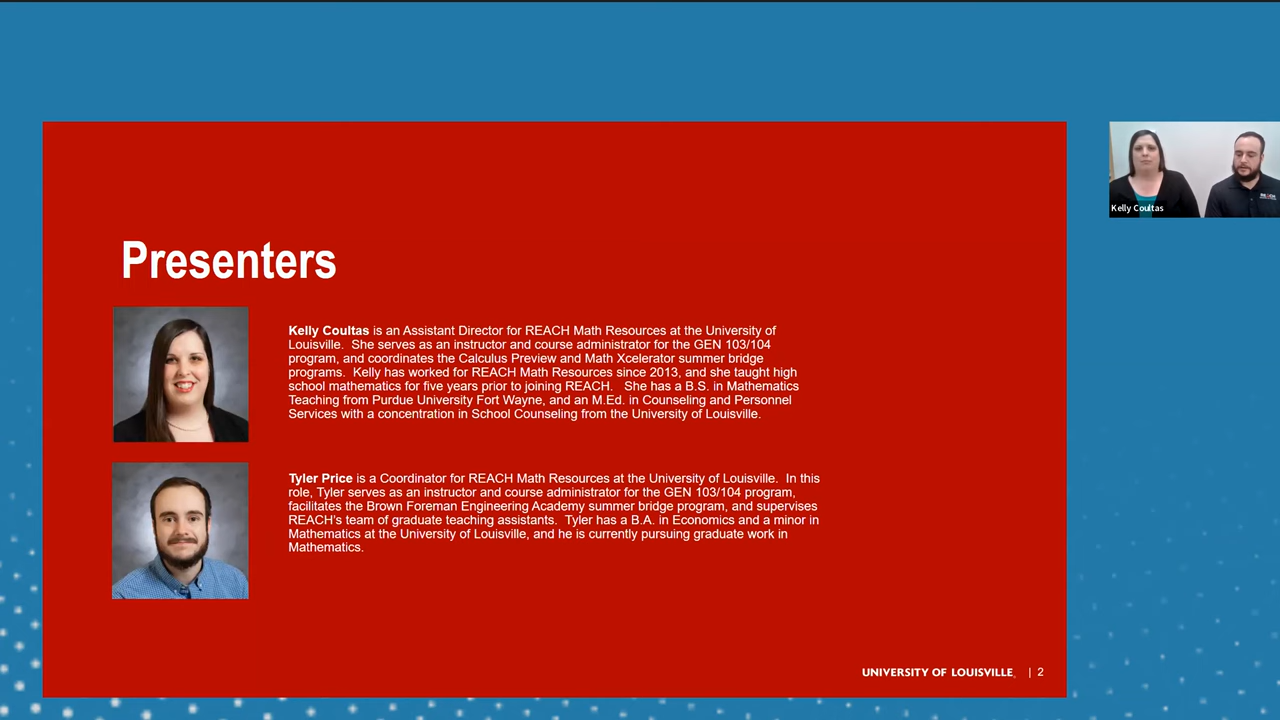 Presenters
Kelly Coultas is an Assistant Director for REACH Math Resources at the University of
Louisville.  She serves as an instructor and course administrator for the GEN 103/104
program, and coordinates the Calculus Preview and Math Xcelerator summer bridge
programs.  Kelly has worked for REACH Math Resources since 2013, and she taught high
school mathematics for five years prior to joining REACH.   She has a B.S. in Mathematics
Teaching from Purdue University Fort Wayne, and an M.Ed. in Counseling and Personnel
Services with a concentration in School Counseling from the University of Louisville.
Tyler Price is a Coordinator for REACH Math Resources at the University of Louisville.  In this
role, Tyler serves as an instructor and course administrator for the GEN 103/104 program,
facilitates the Brown Foreman Engineering Academy summer bridge program, and supervises
REACH's team of graduate teaching assistants.  Tyler has a B.A. in Economics and a minor in
Mathematics at the University of Louisville, and he is currently pursuing graduate work in
Mathematics.
UNIVERSITY OF LOUISVILLE. | 2
Kelly Coultas